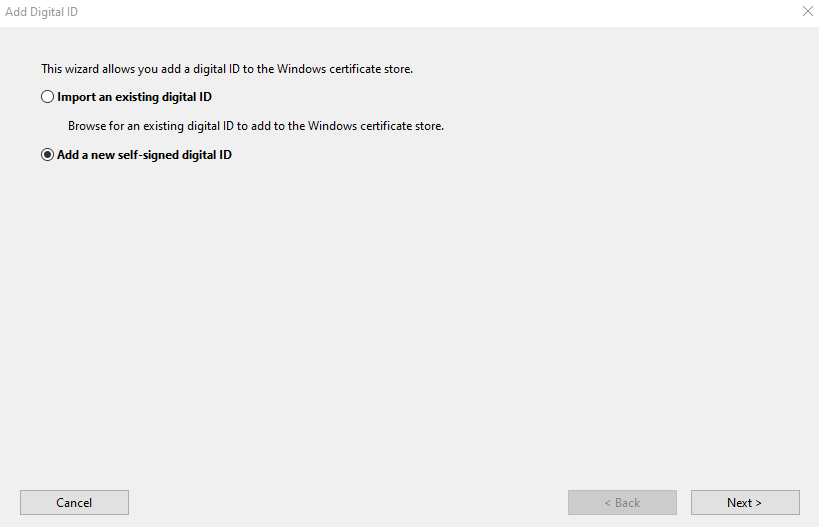 Add Digital ID
This wizard allows you add a digital ID to the Windows certificate store.
Import an existing digital ID
Browse for an existing digital ID to add to the Windows certificate store.
Add a new self-signed digital ID
Cancel
< Back
Next >